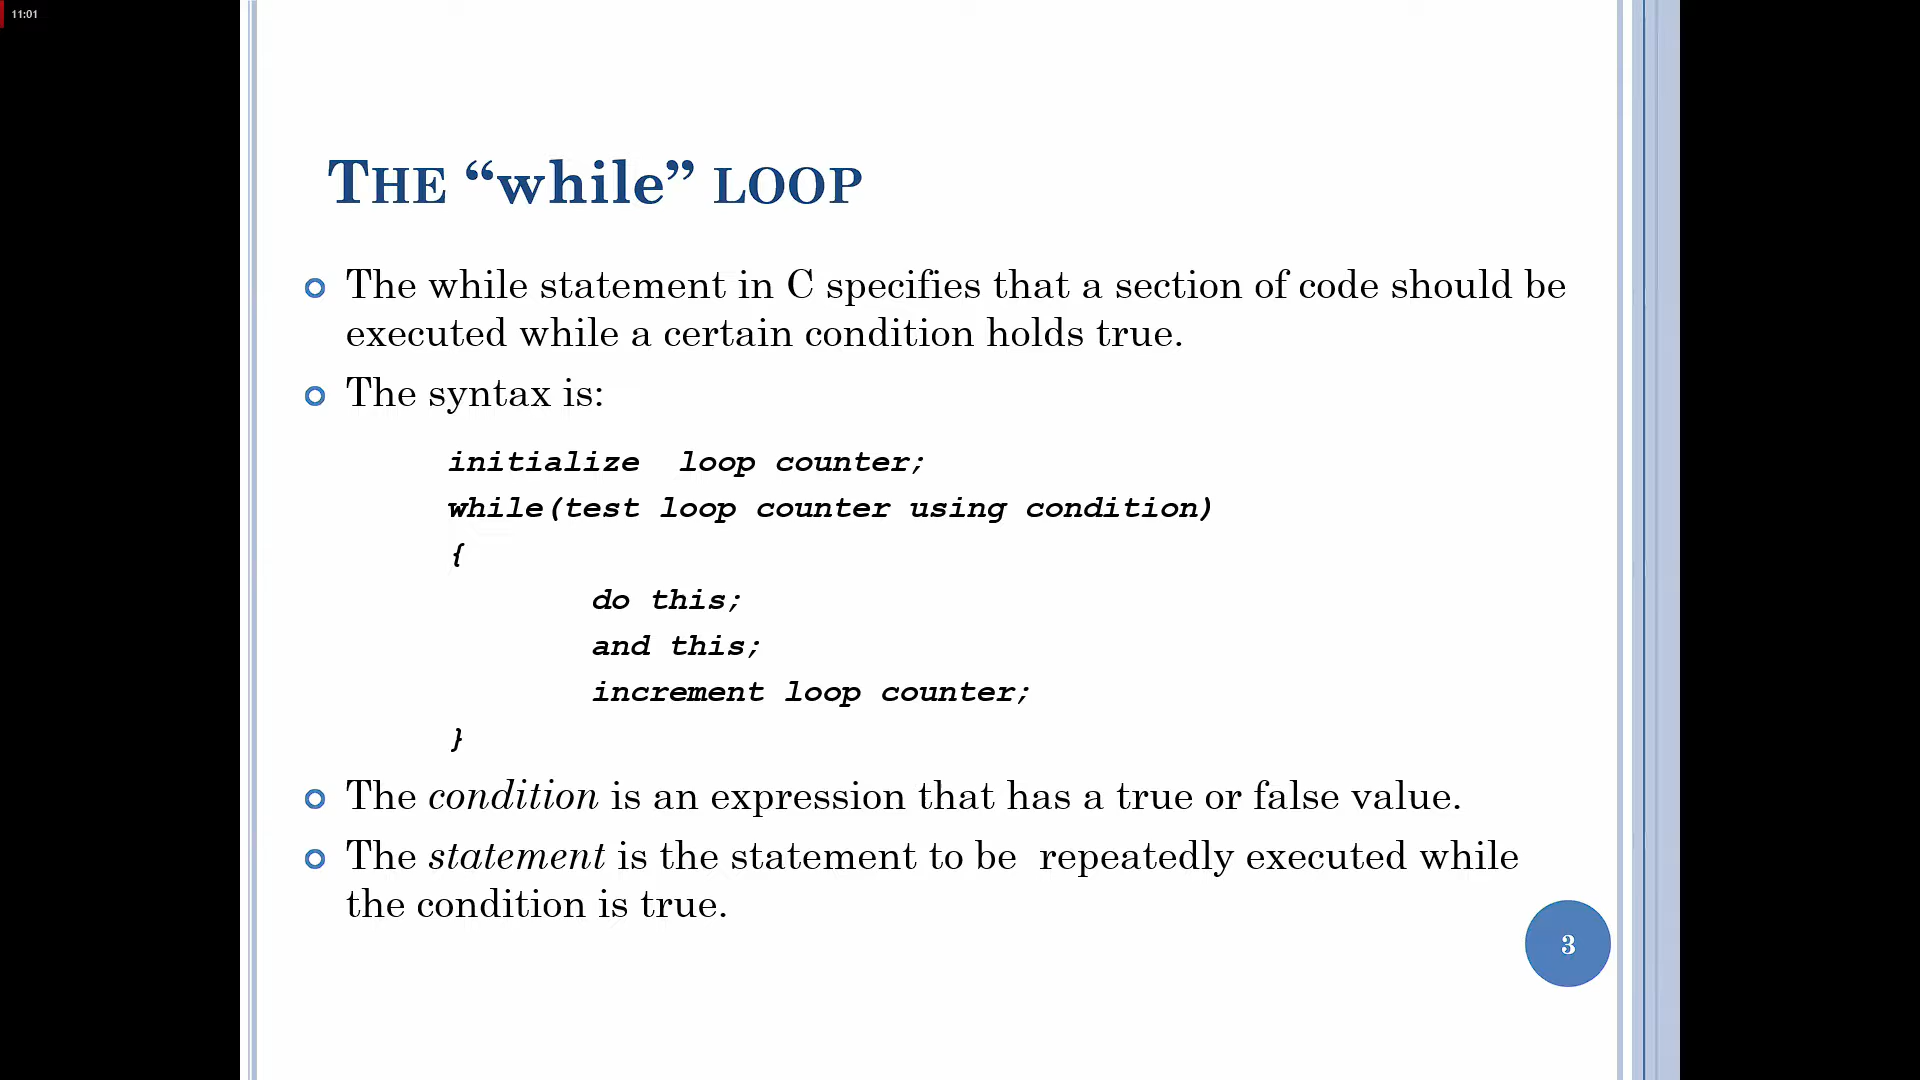 11:01
THE “while” LOOP
The while statement in C specifies that a section of code should be
executed while a certain condition holds true.
The syntax is:
initialize loop counter;
while(test loop counter using condition)
{
do this;
and this;
increment loop counter;
}
The condition is an expression that has a true or false value.
The statement is the statement to be repeatedly executed while
the condition is true.
3